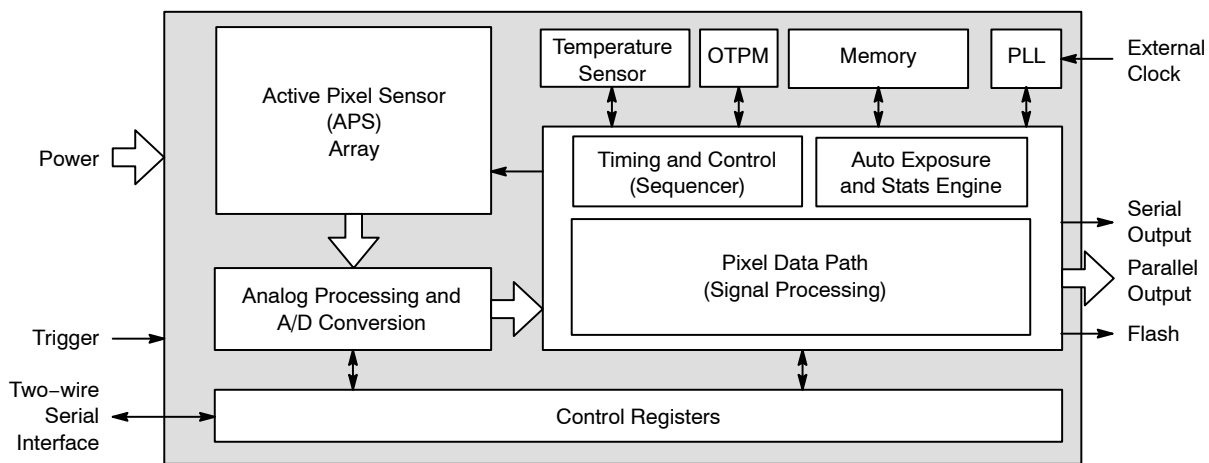 Power
Trigger
Two−wire
Serial
Interface
Active Pixel Sensor
(APS)
Array
Analog Processing and
A/D Conversion
Temperature
Sensor
OTPM
Memory
PLL
External
Clock
Timing and Control
(Sequencer)
Auto Exposure
and Stats Engine
Pixel Data Path
(Signal Processing)
Serial
Output
Parallel
Output
Flash
Control Registers